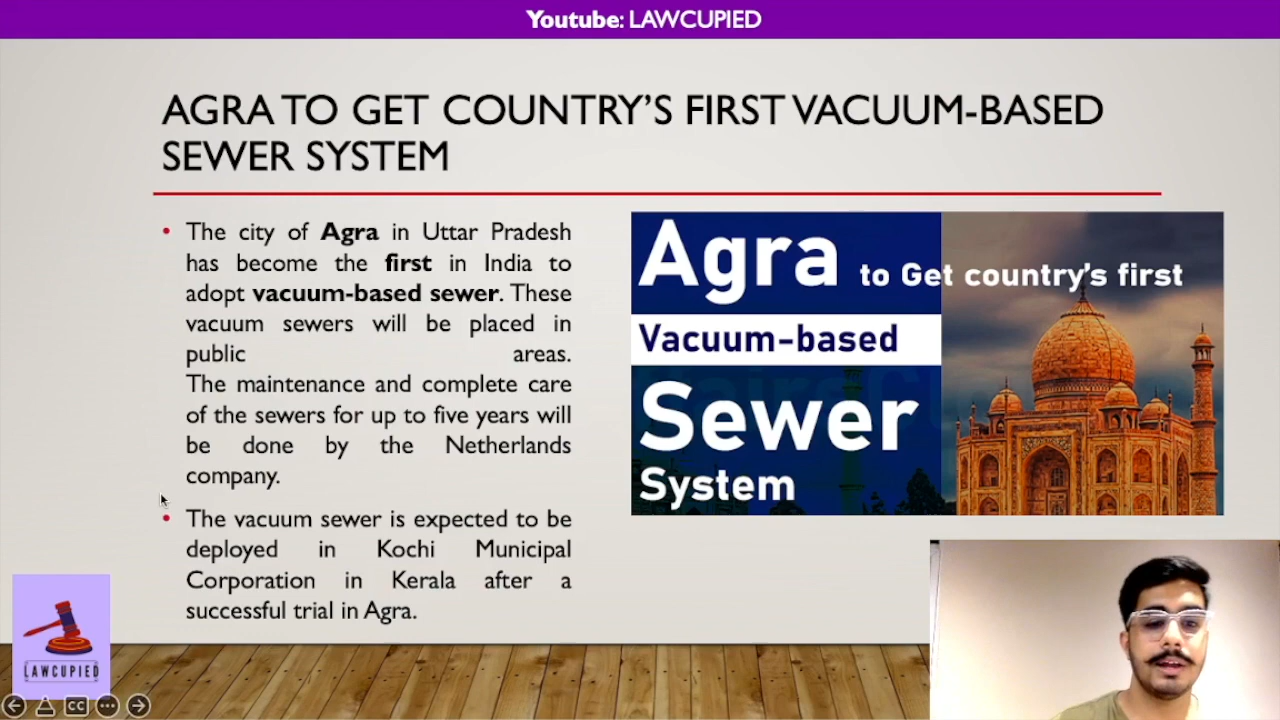 Youtube: LAWCUPIED
AGRA TO GET COUNTRY'S FIRST VACUUM-BASED
SEWER SYSTEM
• The city of Agra in Uttar Pradesh
has become the first in India to
adopt vacuum-based sewer. These
vacuum sewers will be placed in
public areas.
The maintenance and complete care
of the sewers for up to five years will
be done by the Netherlands
company.
• The vacuum sewer is expected to be
deployed in Kochi Municipal
Corporation in Kerala after a
successful trial in Agra.
Agra to Get country's first
Vacuum-based
Sewer
System
LAWCUPIED
CC